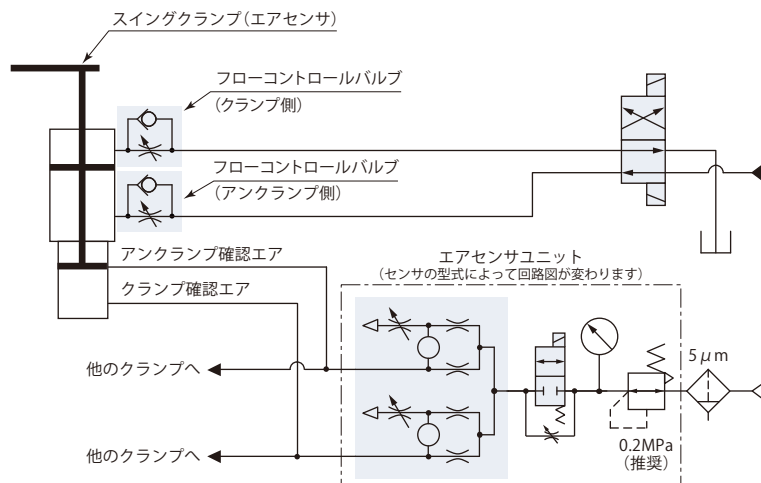 スイングクランプ(エアセンサ)
フローコントロールバルブ
(クランプ側)
フローコントロールバルブ
(アンクランプ側)
アンクランプ確認エア
クランプ確認エア
エアセンサユニット
(センサの型式によって回路図が変わります)
他のクランプへ
他のクランプへ
5μm
0.2MPa
(推奨)